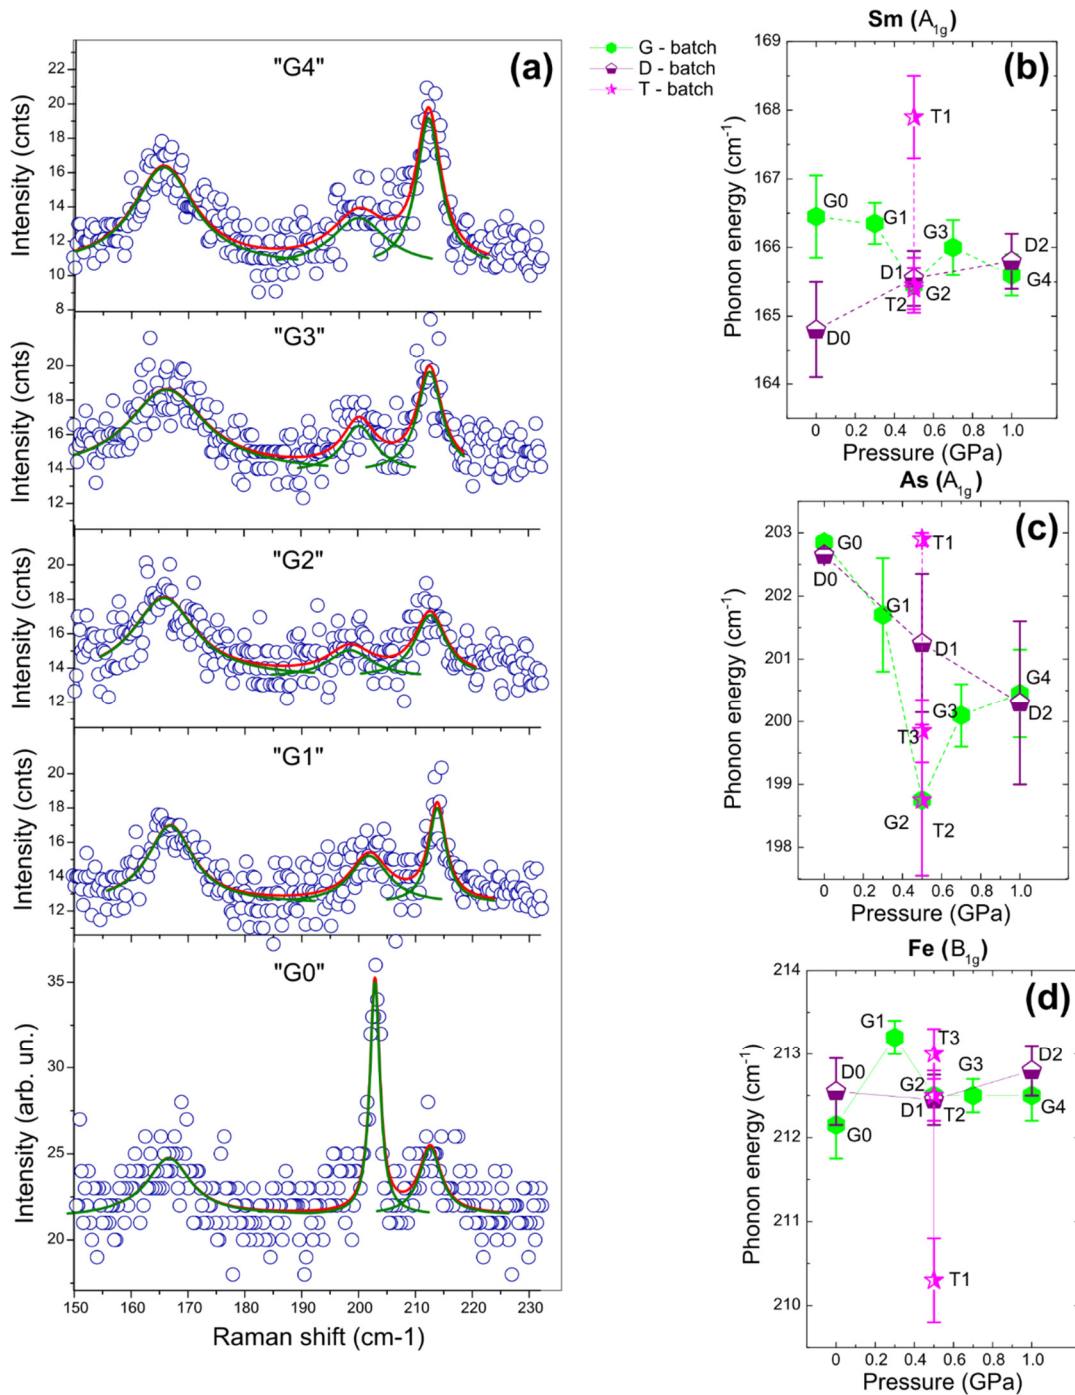 (a)
"G4"
Intensity (cnts)
22
20
18
16
14
12
10
8
"G3"
Intensity (cnts)
20
18
16
14
12
"G2"
Intensity (cnts)
20
18
16
14
12
"G1"
Intensity (cnts)
20
18
16
14
12
"G0"
Intensity (arb. un.)
35
30
25
20
150 160 170 180 190 200 210 220 230
Raman shift (cm-1)
G - batch
D - batch
T - batch
Sm (A1g)
(b)
Phonon energy (cm-1)
169
168
167
166
165
164
T1
G0
G1
G3
D2
D1
G2
G4
T2
D0
0 0.2 0.4 0.6 0.8 1.0
Pressure (GPa)
As (A1g)
(c)
Phonon energy (cm-1)
203
202
201
200
199
198
G0
T1
D0
G1
D1
G4
G3
D2
T3
G2
T2
0 0.2 0.4 0.6 0.8 1.0
Pressure (GPa)
Fe (B1g)
(d)
Phonon energy (cm-1)
214
213
212
211
210
G1
T3
D2
D0
G2
G3
D1
T2
G4
G0
T1
0 0.2 0.4 0.6 0.8 1.0
Pressure (GPa)